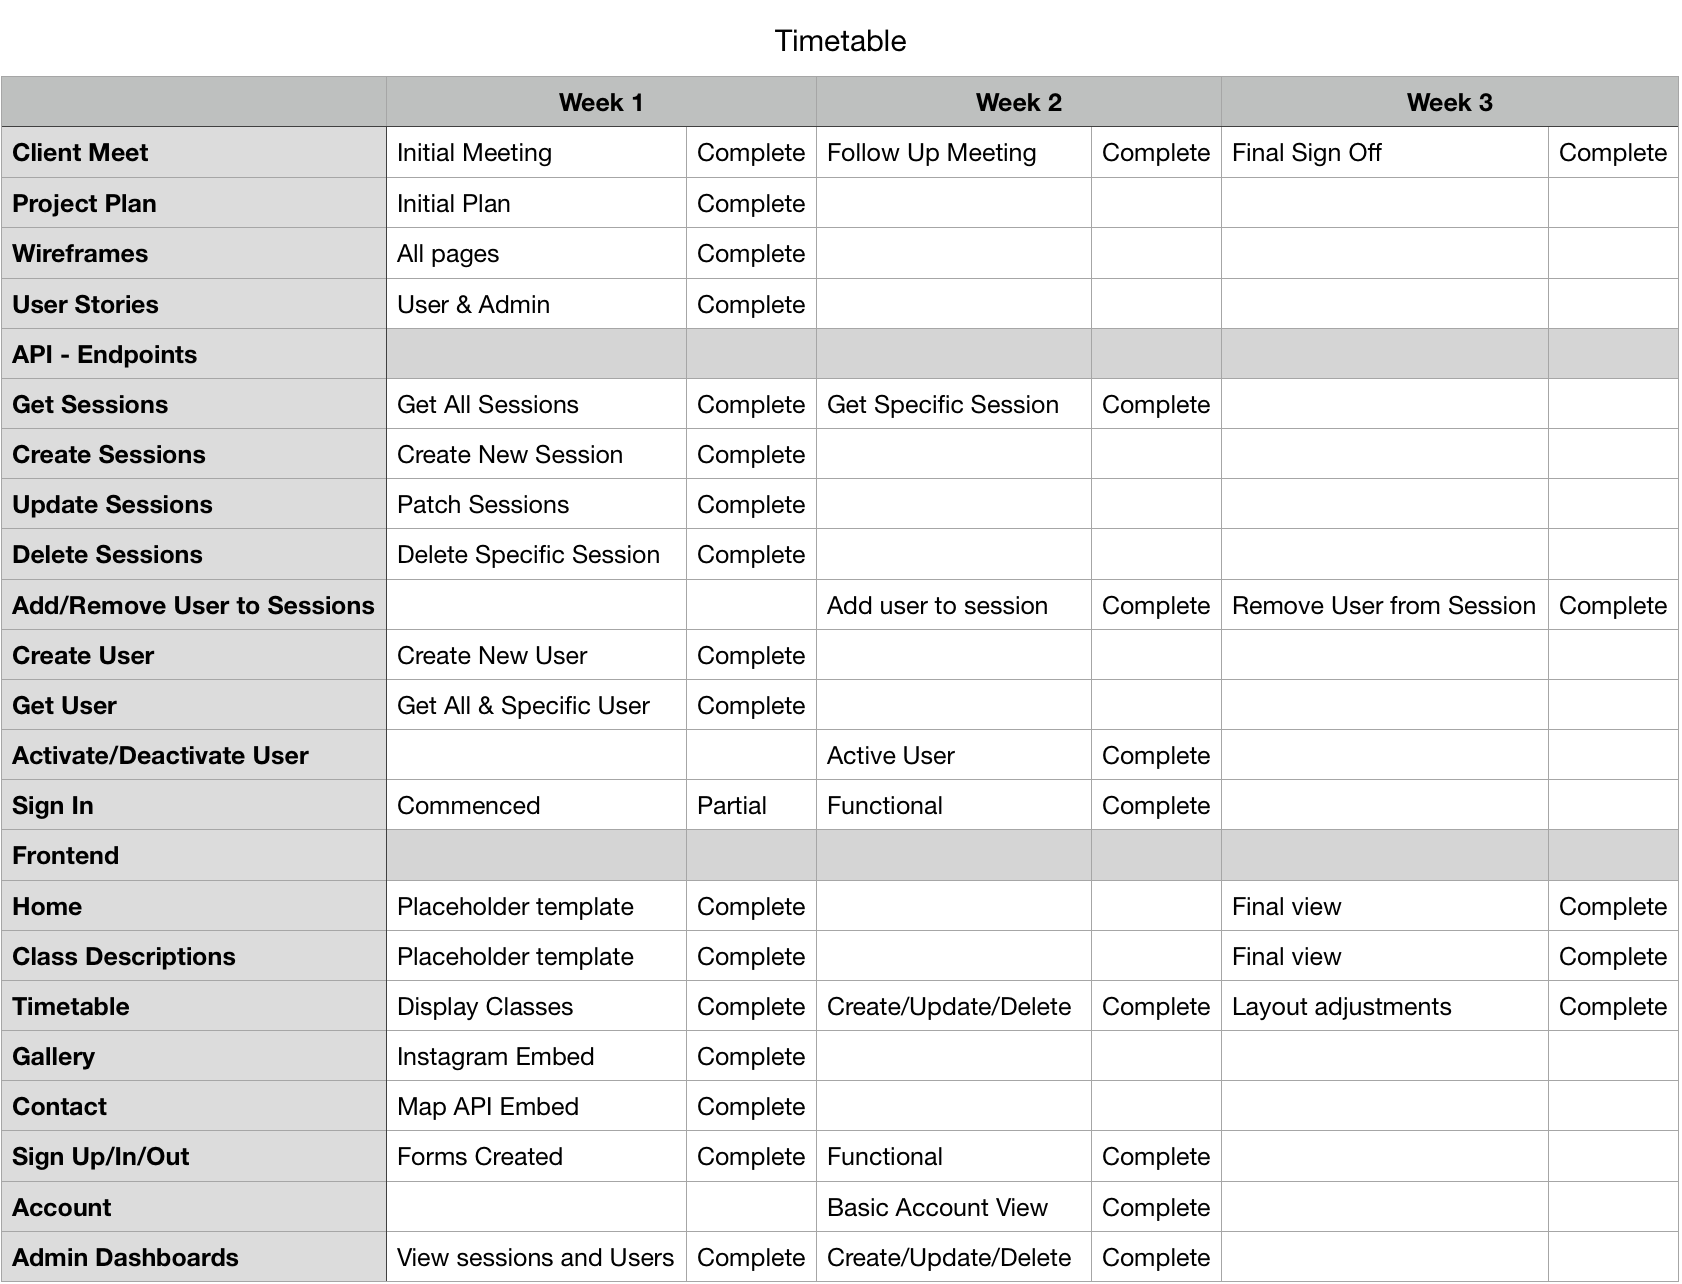 Timetable
Week 1 Week 2 Week 3
Client Meet Initial Meeting Complete Follow Up Meeting Complete Final Sign Off Complete
Project Plan Initial Plan Complete
Wireframes All pages Complete
User Stories User & Admin Complete
API - Endpoints
Get Sessions Get All Sessions Complete Get Specific Session Complete
Create Sessions Create New Session Complete
Update Sessions Patch Sessions Complete
Delete Sessions Delete Specific Session Complete
Add/Remove User to Sessions Add user to session Complete Remove User from Session Complete
Create User Create New User Complete
Get User Get All & Specific User Complete
Activate/Deactivate User Active User Complete
Sign In Commenced Partial Functional Complete
Frontend
Home Placeholder template Complete Final view Complete
Class Descriptions Placeholder template Complete Final view Complete
Timetable Display Classes Complete Create/Update/Delete Complete Layout adjustments Complete
Gallery Instagram Embed Complete
Contact Map API Embed Complete
Sign Up/In/Out Forms Created Complete Functional Complete
Account Basic Account View Complete
Admin Dashboards View sessions and Users Complete Create/Update/Delete Complete